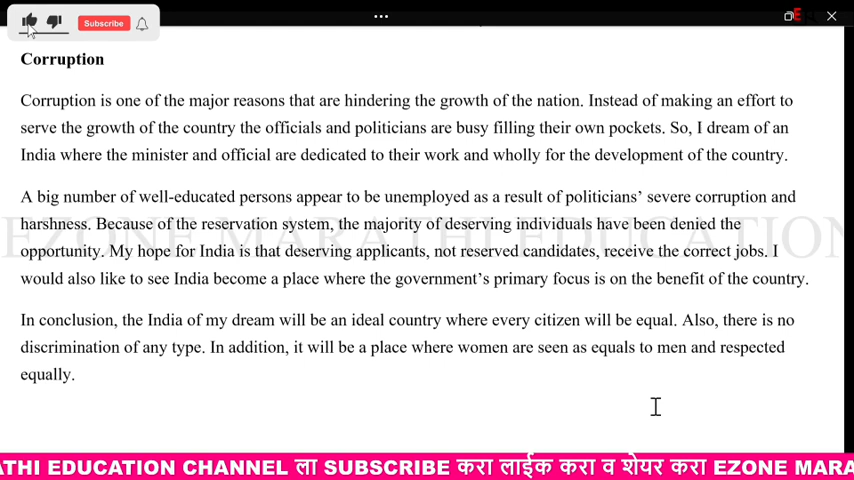 Subscribe
Corruption
Corruption is one of the major reasons that are hindering the growth of the nation. Instead of making an effort to
serve the growth of the country the officials and politicians are busy filling their own pockets. So, I dream of an
India where the minister and official are dedicated to their work and wholly for the development of the country.
A big number of well-educated persons appear to be unemployed as a result of politicians’ severe corruption and
harshness. Because of the reservation system, the majority of deserving individuals have been denied the
EZONE MARATHI EDUCATION
opportunity. My hope for India is that deserving applicants, not reserved candidates, receive the correct jobs. I
would also like to see India become a place where the government’s primary focus is on the benefit of the country.
In conclusion, the India of my dream will be an ideal country where every citizen will be equal. Also, there is no
discrimination of any type. In addition, it will be a place where women are seen as equals to men and respected
equally.
ATHI EDUCATION CHANNEL ला SUBSCRIBE करा लाईक करा व शेयर करा EZONE MARA